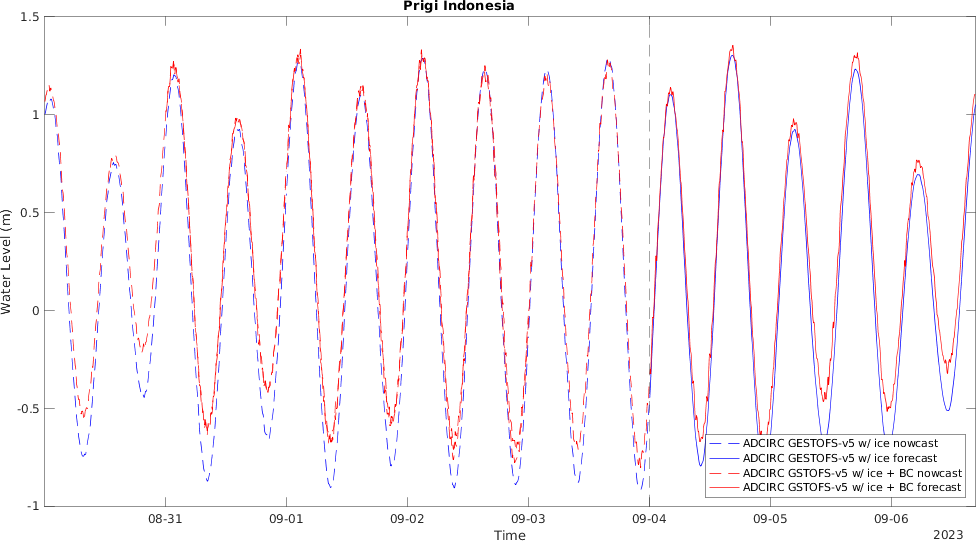 Prigi Indonesia
1.5
1
0.5
0
-0.5
-1
Water Level (m)
08-31
09-01
09-02
09-03
09-04
09-05
09-06
Time
2023
ADCIRC GESTOFS-v5 w/ ice nowcast
ADCIRC GESTOFS-v5 w/ ice forecast
ADCIRC GSTOFS-v5 w/ ice + BC nowcast
ADCIRC GSTOFS-v5 w/ ice + BC forecast